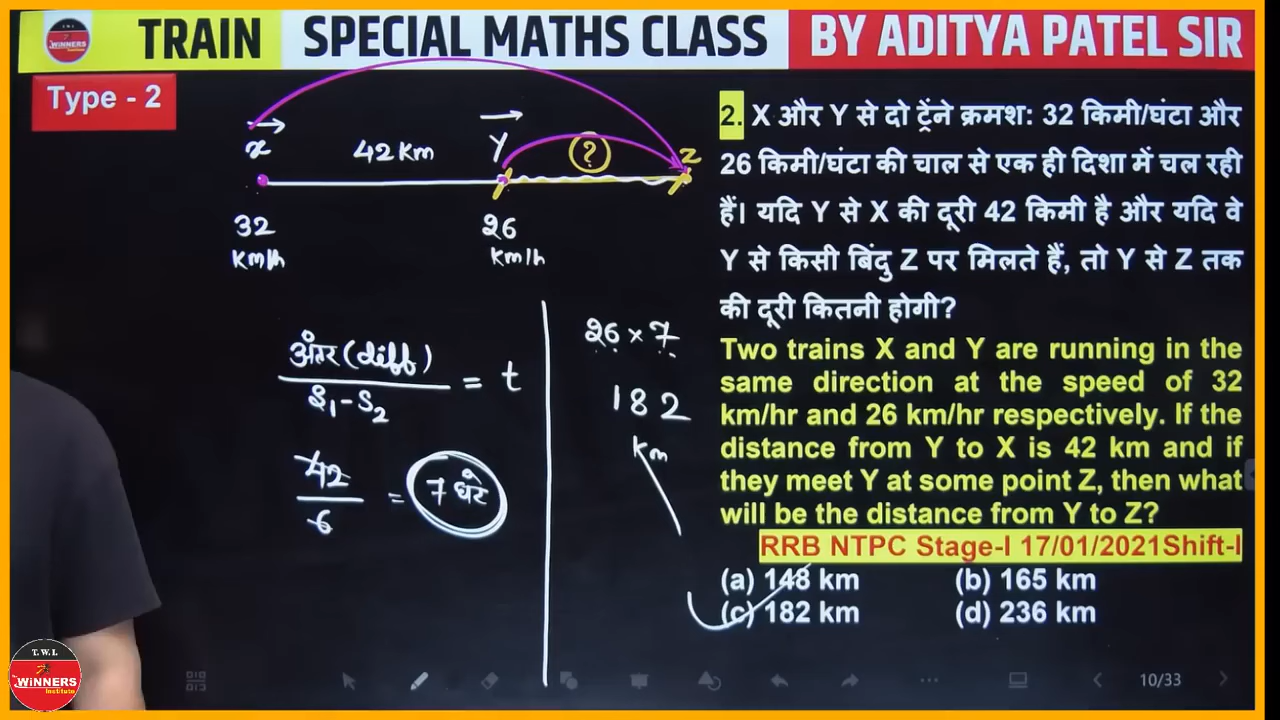 WINNERS
Institute
TRAIN
SPECIAL MATHS CLASS
BY ADITYA PATEL SIR
Type - 2
x
42 Km
Y
?
Z
32
Km/h
26
Km/h
अंतर (diff)
S₁-S₂
= t
42
6
= 7 घंटे
26 × 7
182
Km
2. X और Y से दो ट्रेंने क्रमश: 32 किमी/घंटा और
26 किमी/घंटा की चाल से एक ही दिशा में चल रही
हैं। यदि Y से X की दूरी 42 किमी है और यदि वे
Y से किसी बिंदु Z पर मिलते हैं, तो Y से Z तक
की दूरी कितनी होगी?
Two trains X and Y are running in the
same direction at the speed of 32
km/hr and 26 km/hr respectively. If the
distance from Y to X is 42 km and if
they meet Y at some point Z, then what
will be the distance from Y to Z?
RRB NTPC Stage-I 17/01/2021Shift-I
(a) 148 km (b) 165 km
(c) 182 km (d) 236 km
T.W.I.
WiNNERS
Institute
10/33